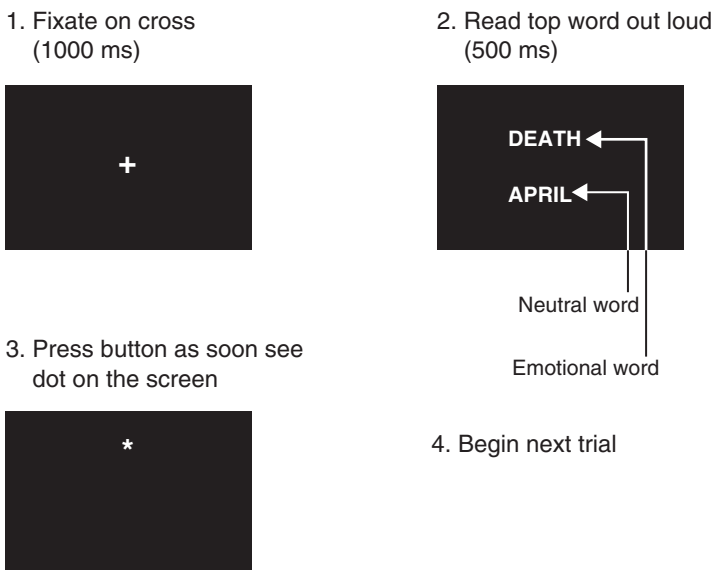 1. Fixate on cross
(1000 ms)
+
2. Read top word out loud
(500 ms)
DEATH
APRIL
Neutral word
Emotional word
3. Press button as soon see
dot on the screen
*
4. Begin next trial